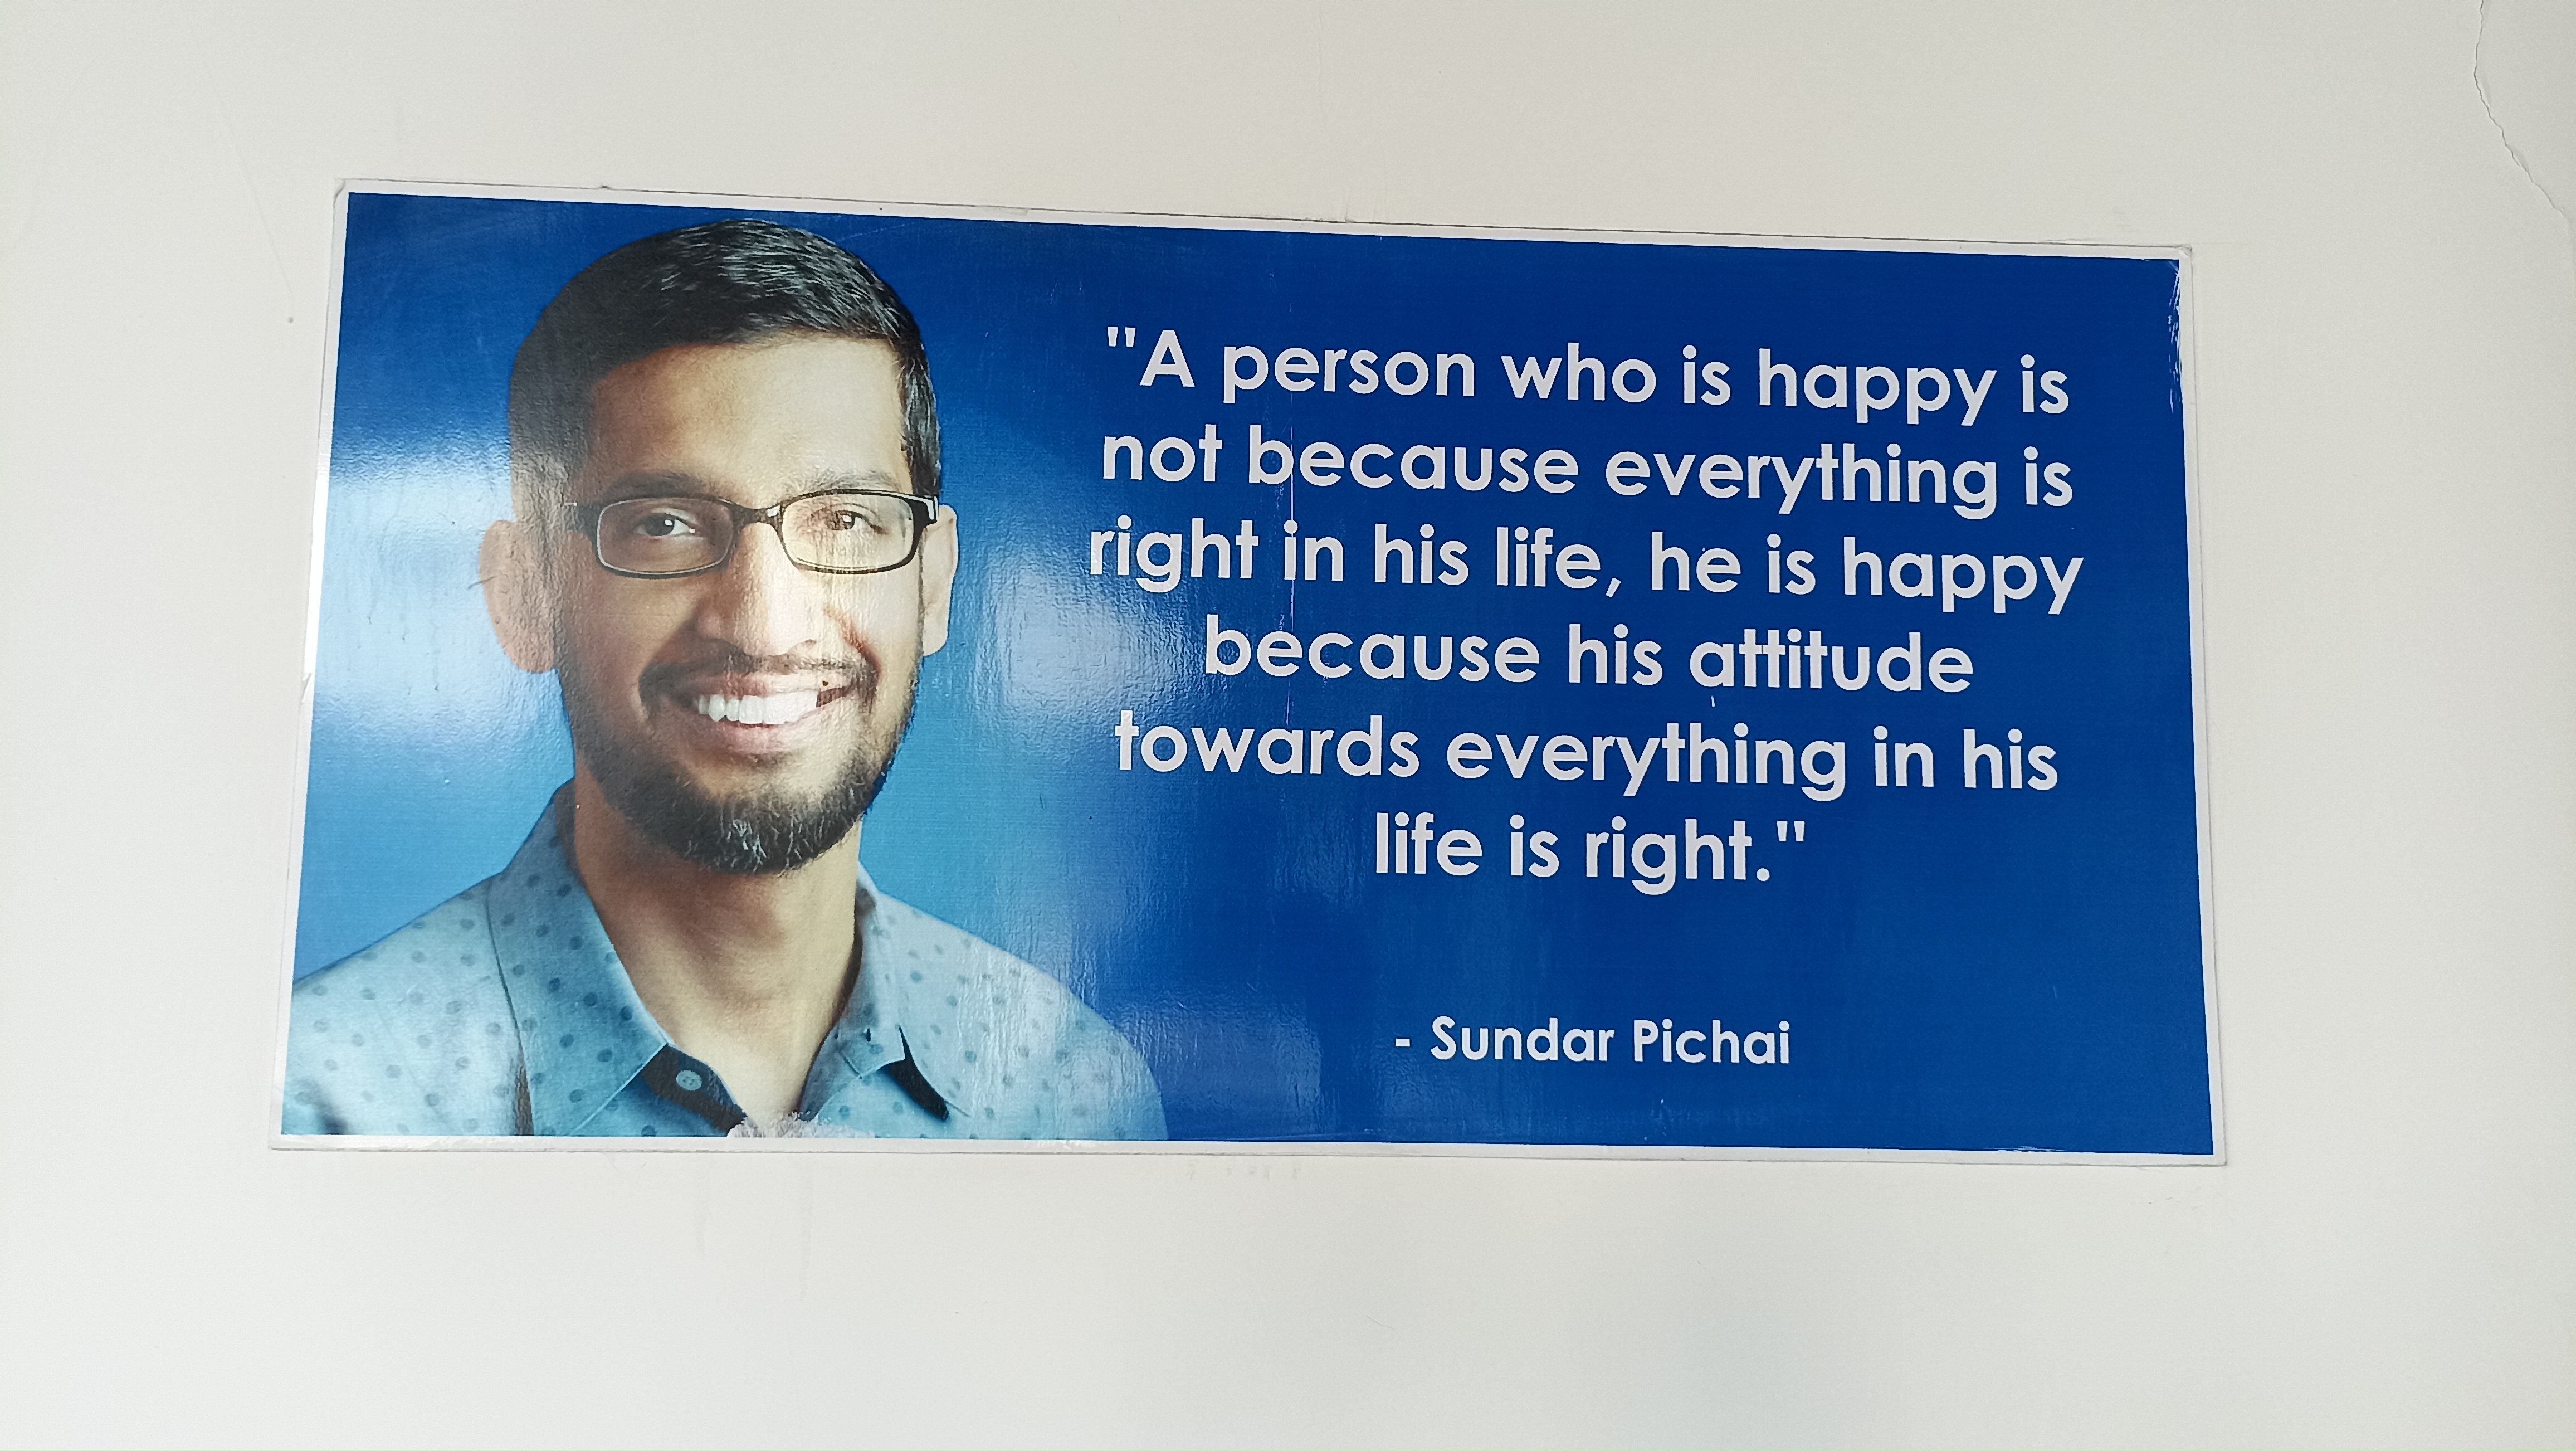 "A person who is happy is
not because everything is
right in his life, he is happy
because his attitude
towards everything in his
life is right."
- Sundar Pichai